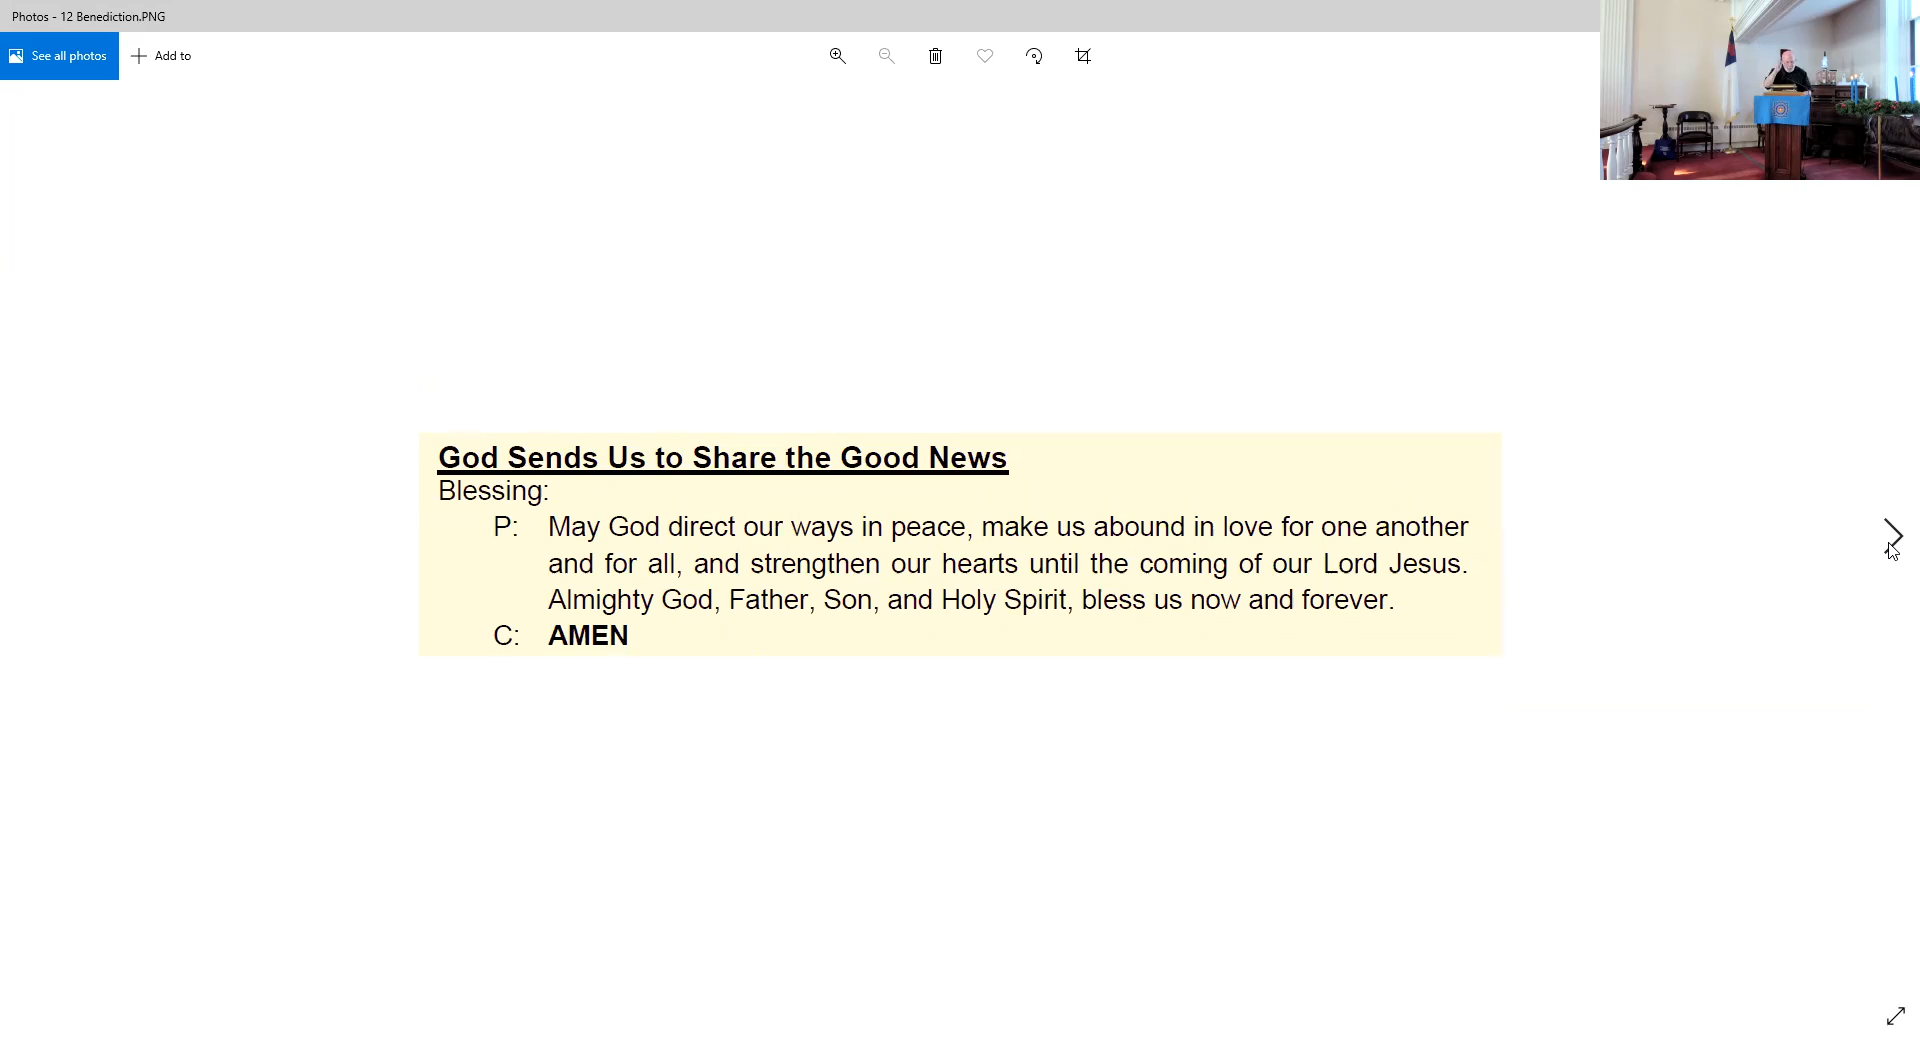 Photos - 12 Benediction.PNG
See all photos
Add to
God Sends Us to Share the Good News
Blessing:
P: May God direct our ways in peace, make us abound in love for one another
and for all, and strengthen our hearts until the coming of our Lord Jesus.
Almighty God, Father, Son, and Holy Spirit, bless us now and forever.
C: AMEN